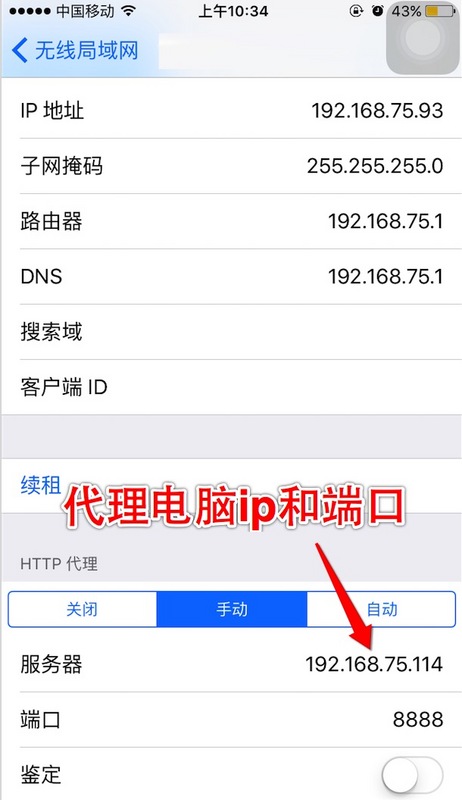 中国移动 上午10:34 43%
无线局域网
IP 地址 192.168.75.93
子网掩码 255.255.255.0
路由器 192.168.75.1
DNS 192.168.75.1
搜索域
客户端 ID
续租
代理电脑ip和端口
HTTP 代理
关闭 手动 自动
服务器 192.168.75.114
端口 8888
鉴定